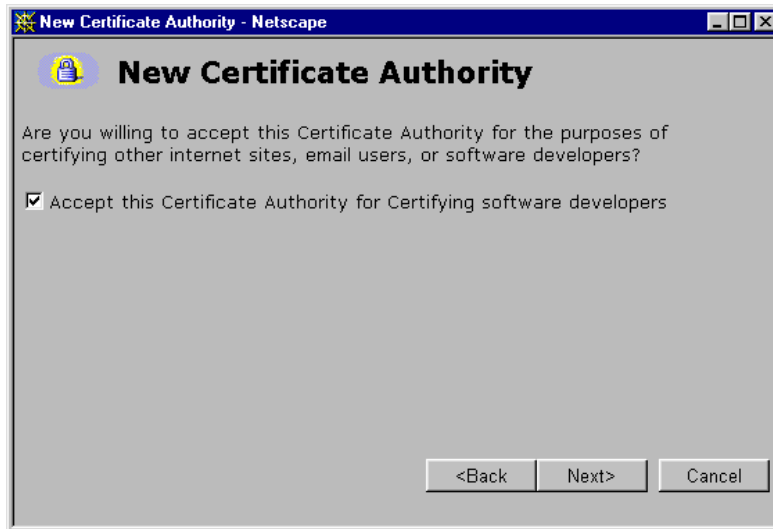 New Certificate Authority - Netscape
New Certificate Authority
Are you willing to accept this Certificate Authority for the purposes of
certifying other internet sites, email users, or software developers?
Accept this Certificate Authority for Certifying software developers
<Back Next> Cancel